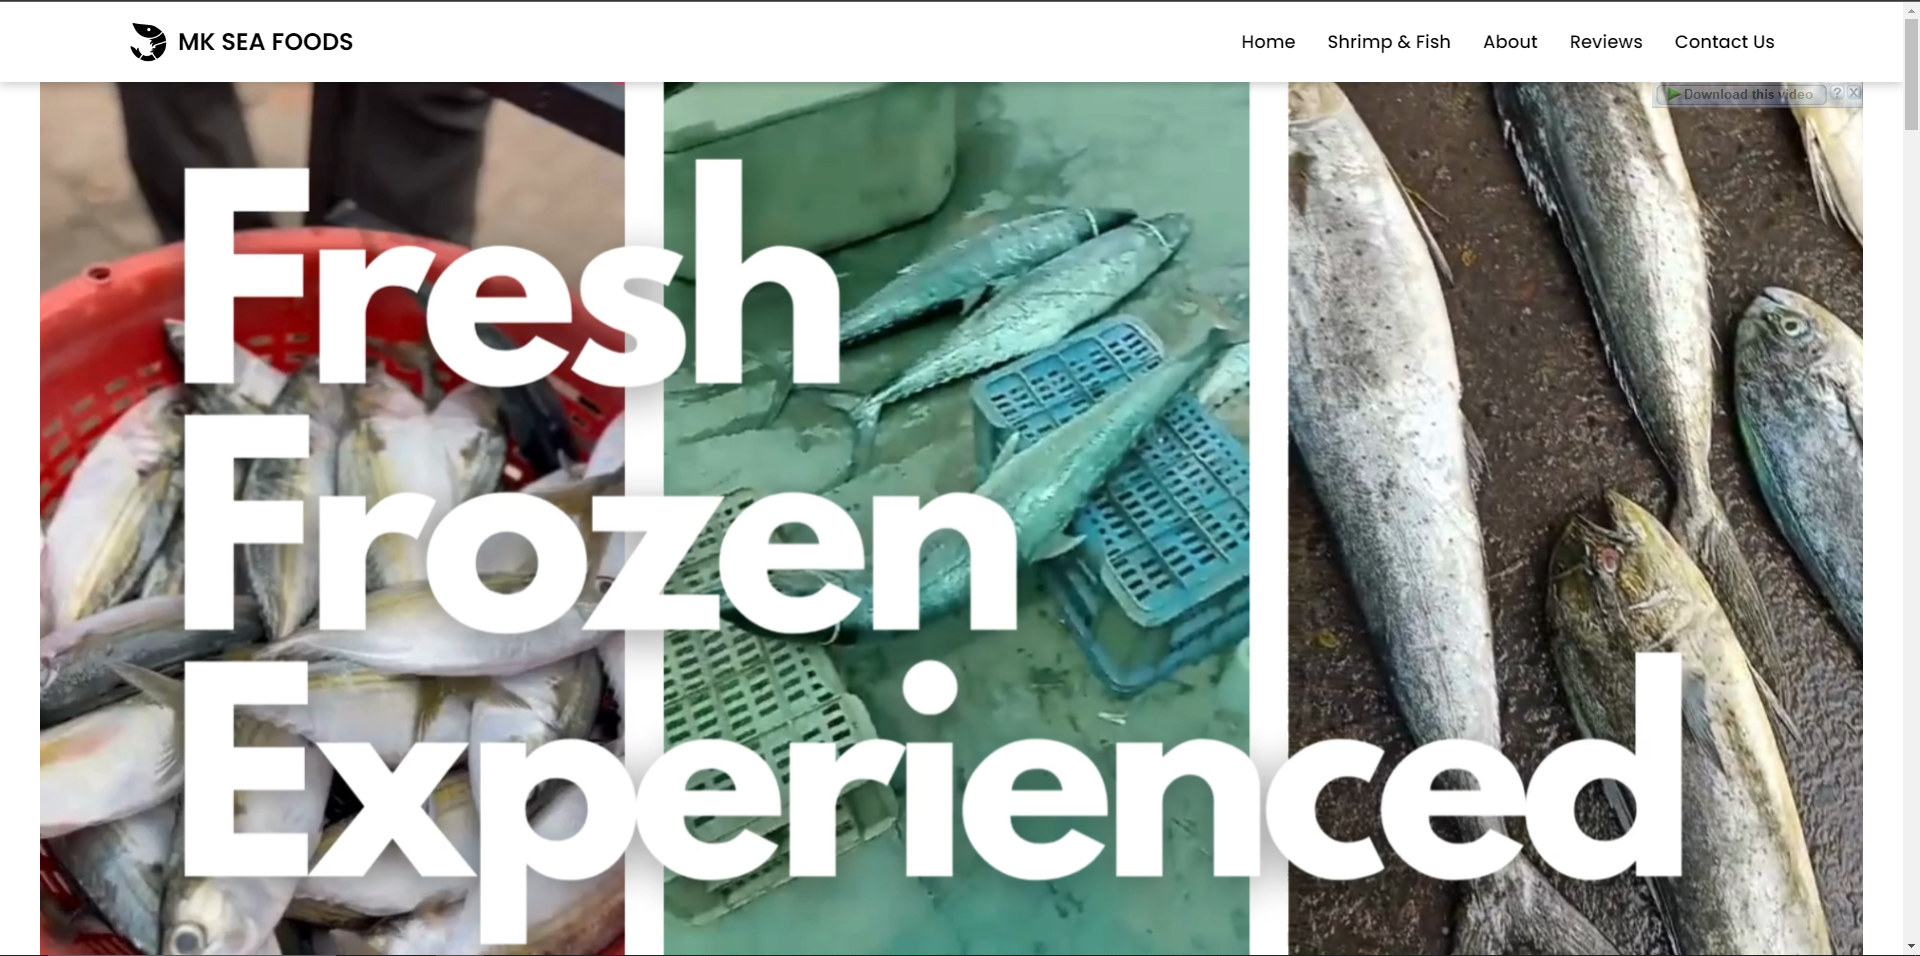 MK SEA FOODS
Home Shrimp & Fish About Reviews Contact Us
Download this video ? X
Fresh
Frozen
Experienced